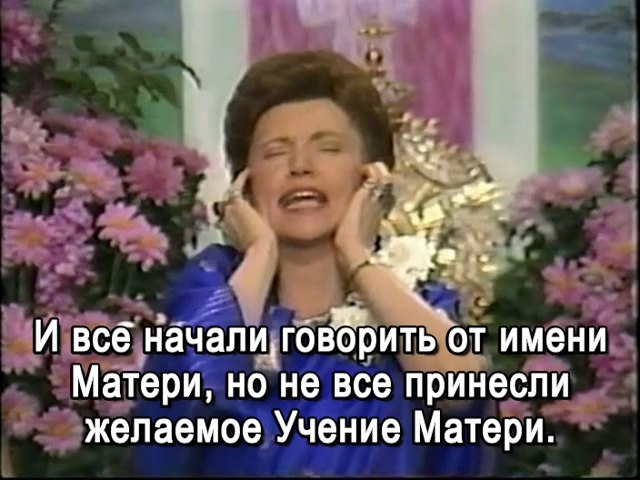 И все начали говорить от имени
Матери, но не все принесли
желаемое Учение Матери.